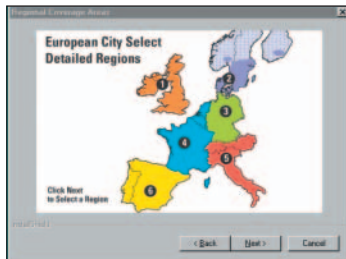 Regional Coverage Areas
European City Select
Detailed Regions
1
2
3
4
5
6
Click Next
to Select a Region
InstallShield
< Back
Next >
Cancel